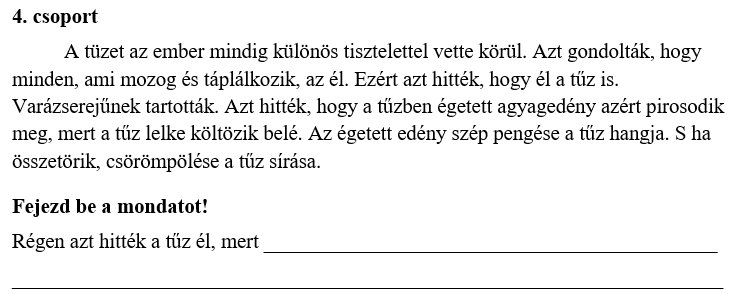 4. csoport
A tüzet az ember mindig különös tisztelettel vette körül. Azt gondolták, hogy
minden, ami mozog és táplálkozik, az él. Ezért azt hitték, hogy él a tűz is.
Varázserejűnek tartották. Azt hitték, hogy a tűzben égetett agyagedény azért pirosodik
meg, mert a tűz lelke költözik belé. Az égetett edény szép pengése a tűz hangja. S ha
összetörik, csörömpölése a tűz sírása.
Fejezd be a mondatot!
Régen azt hitték a tűz él, mert